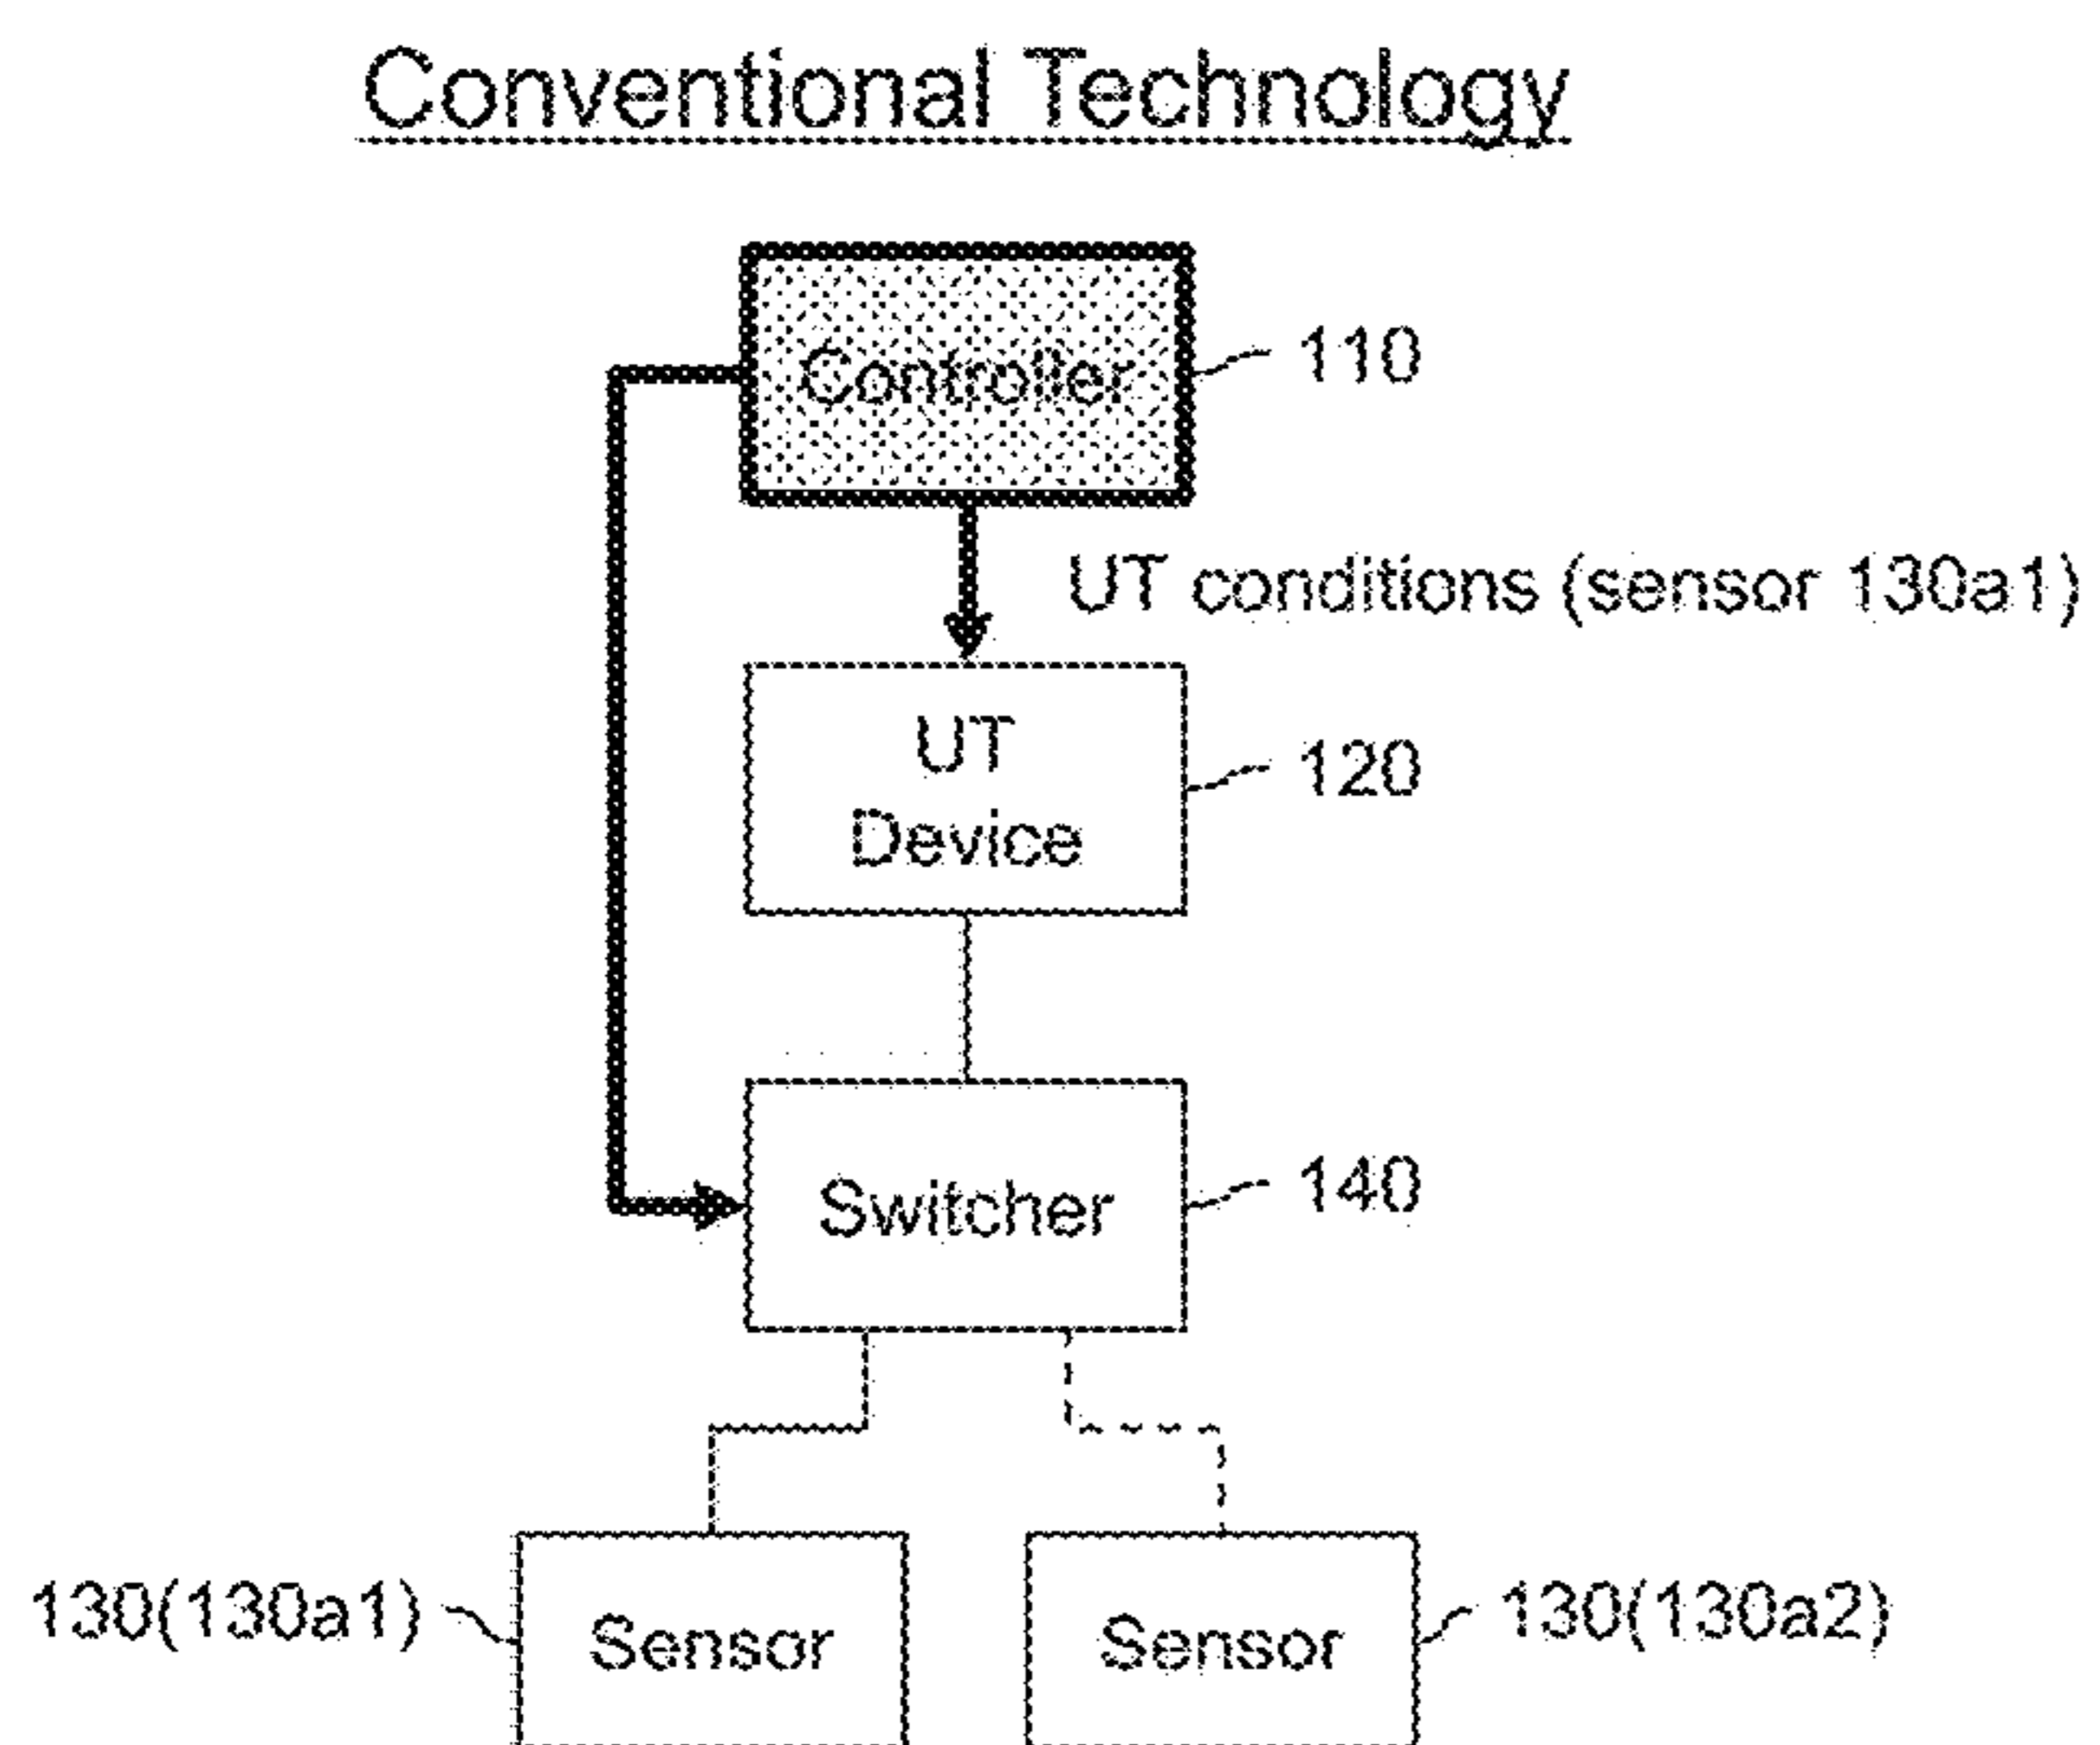 Conventional Technology
Controller
110
UT conditions (sensor 130a1)
UT
Device
120
Switcher
140
130(130a1)
Sensor
Sensor
130(130a2)